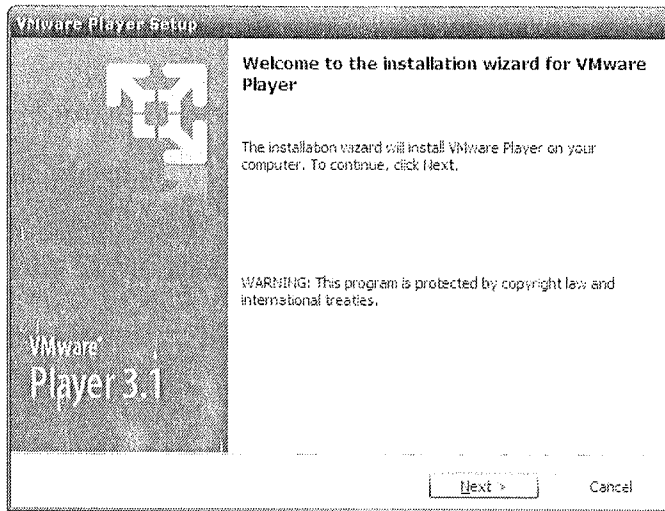 VMware Player Setup
Welcome to the installation wizard for VMware
Player
The installation wizard will install VMware Player on your
computer. To continue, click Next.
WARNING: This program is protected by copyright law and
international treaties.
VMware®
Player 3.1
Next >
Cancel